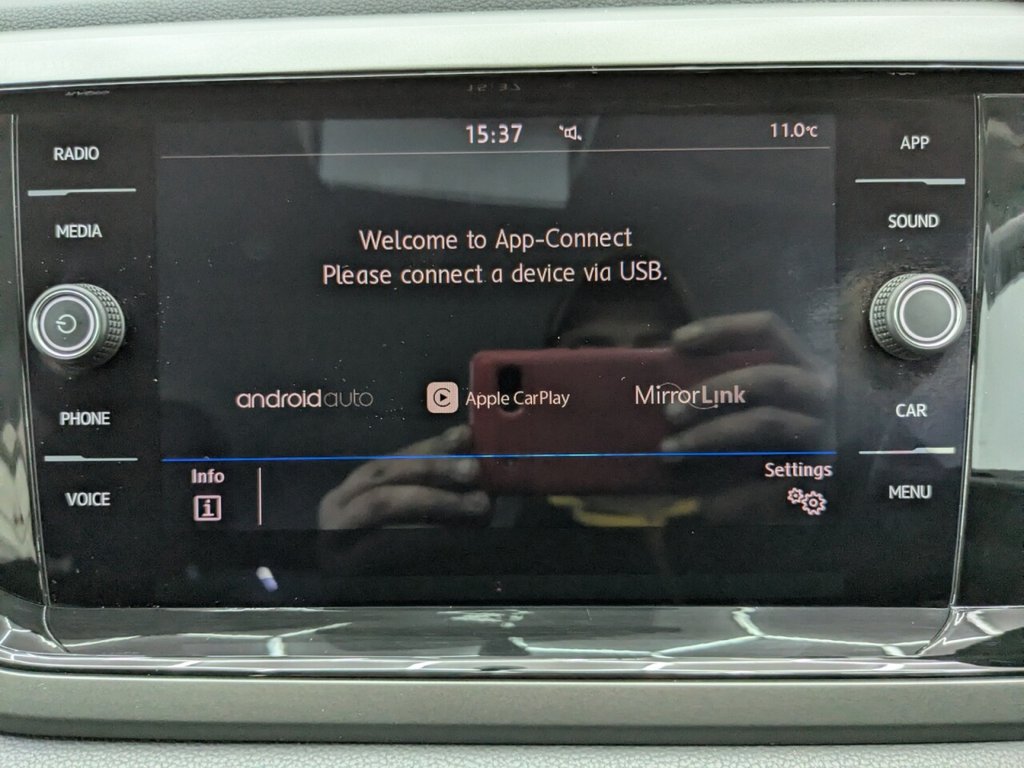 15:37
11.0°C
RADIO
MEDIA
PHONE
VOICE
Welcome to App-Connect
Please connect a device via USB.
androidauto
Apple CarPlay
MirrorLink
Info
i
Settings
APP
SOUND
CAR
MENU